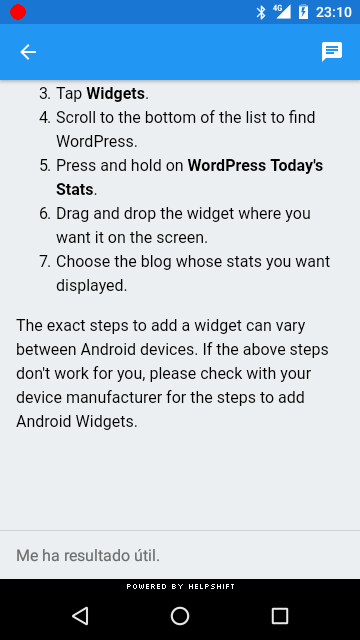 4G 23:10
3. Tap Widgets.
4. Scroll to the bottom of the list to find
WordPress.
5. Press and hold on WordPress Today's
Stats.
6. Drag and drop the widget where you
want it on the screen.
7. Choose the blog whose stats you want
displayed.
The exact steps to add a widget can vary
between Android devices. If the above steps
don't work for you, please check with your
device manufacturer for the steps to add
Android Widgets.
Me ha resultado útil.
POWERED BY HELPSHIFT